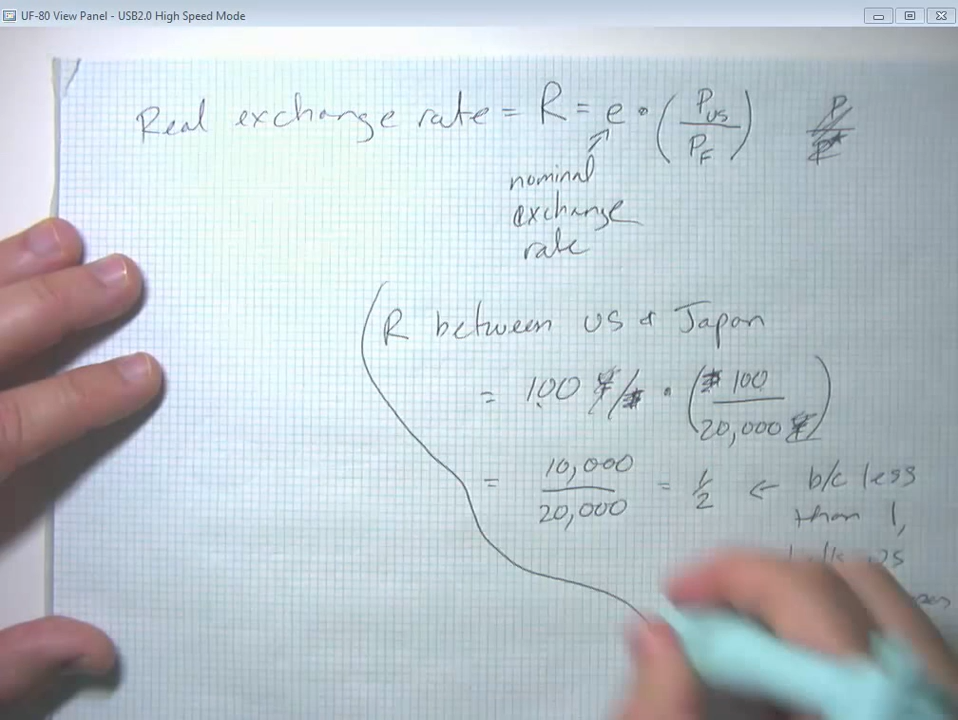 UF-80 View Panel - USB2.0 High Speed Mode
Real exchange rate = R = e · (P_US / P_F) P/P*
nominal
exchange
rate
R between US & Japan
= 100 ¥/$ · ($100 / 20,000 ¥)
= 10,000 / 20,000 = 1/2 ← b/c less
than 1,
us